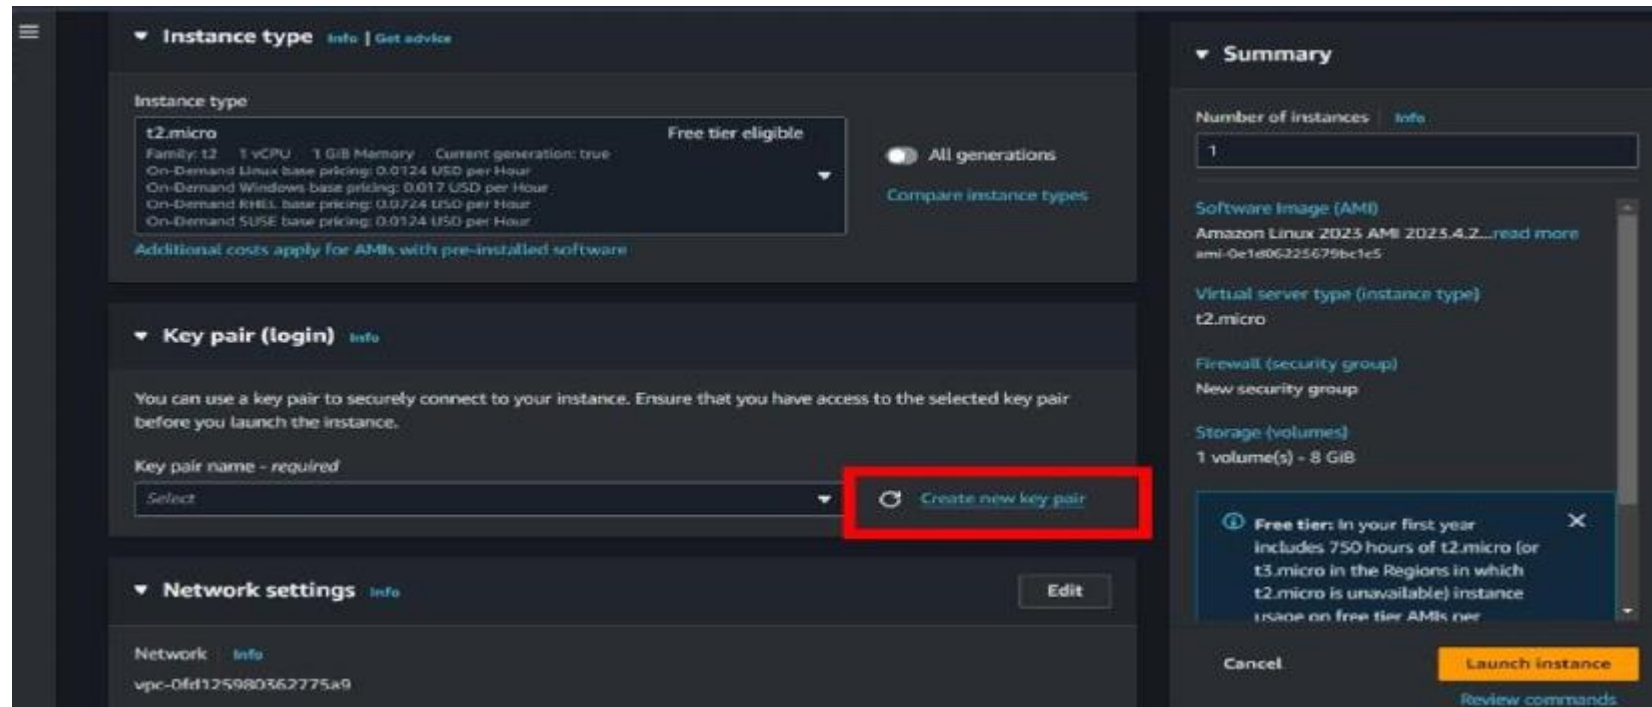 Instance type Info | Get advice
Instance type
t2.micro Free tier eligible
Family: t2 1 vCPU 1 GiB Memory Current generation: true
On-Demand Linux base pricing: 0.0124 USD per Hour
On-Demand Windows base pricing: 0.017 USD per Hour
On-Demand RHEL base pricing: 0.0724 USD per Hour
On-Demand SUSE base pricing: 0.0124 USD per Hour
All generations
Compare instance types
Additional costs apply for AMIs with pre-installed software
Key pair (login) Info
You can use a key pair to securely connect to your instance. Ensure that you have access to the selected key pair
before you launch the instance.
Key pair name - required
Select
Create new key pair
Network settings Info
Edit
Network Info
vpc-0fd125980362775a9
Summary
Number of instances Info
1
Software Image (AMI)
Amazon Linux 2023 AMI 2023.4.2...read more
ami-0e1d06225679bc1c5
Virtual server type (instance type)
t2.micro
Firewall (security group)
New security group
Storage (volumes)
1 volume(s) - 8 GiB
Free tier: In your first year
includes 750 hours of t2.micro (or
t3.micro in the Regions in which
t2.micro is unavailable) instance
usage on free tier AMIs per
Cancel
Launch instance
Review commands